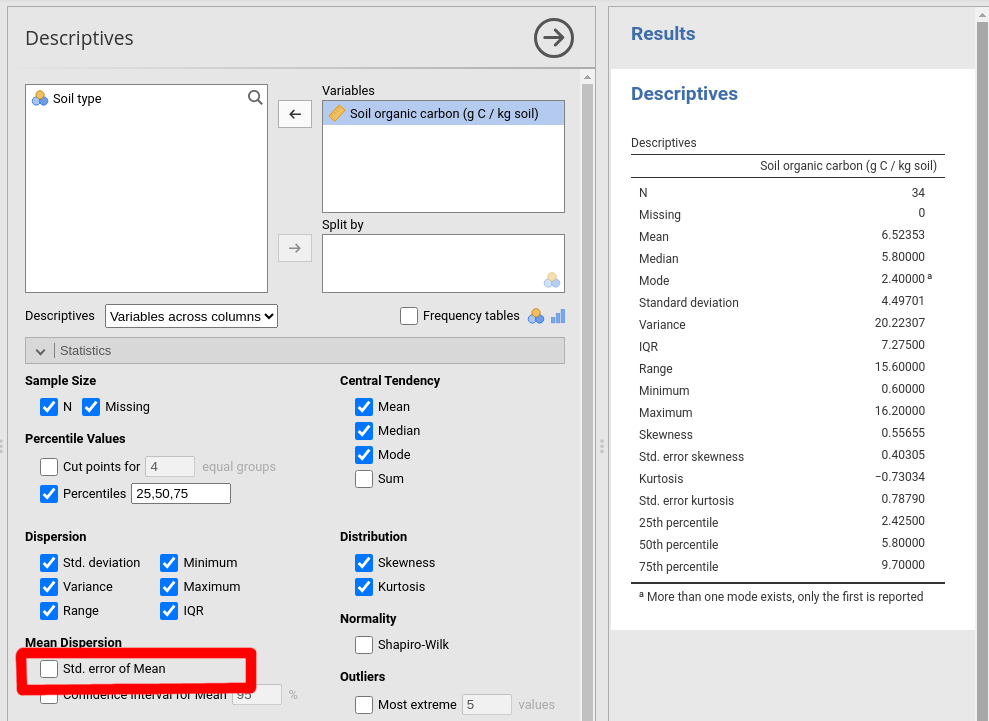 Descriptives
Soil type
Variables
Soil organic carbon (g C / kg soil)
Split by
Descriptives Variables across columns Frequency tables
Statistics
Sample Size
N Missing
Percentile Values
Cut points for 4 equal groups
Percentiles 25,50,75
Central Tendency
Mean
Median
Mode
Sum
Dispersion
Std. deviation Minimum
Variance Maximum
Range IQR
Distribution
Skewness
Kurtosis
Mean Dispersion
Std. error of Mean
Confidence interval for Mean 95 %
Normality
Shapiro-Wilk
Outliers
Most extreme 5 values
Results
Descriptives
Descriptives
Soil organic carbon (g C / kg soil)
N 34
Missing 0
Mean 6.52353
Median 5.80000
Mode 2.40000 ᵃ
Standard deviation 4.49701
Variance 20.22307
IQR 7.27500
Range 15.60000
Minimum 0.60000
Maximum 16.20000
Skewness 0.55655
Std. error skewness 0.40305
Kurtosis −0.73034
Std. error kurtosis 0.78790
25th percentile 2.42500
50th percentile 5.80000
75th percentile 9.70000
ᵃ More than one mode exists, only the first is reported